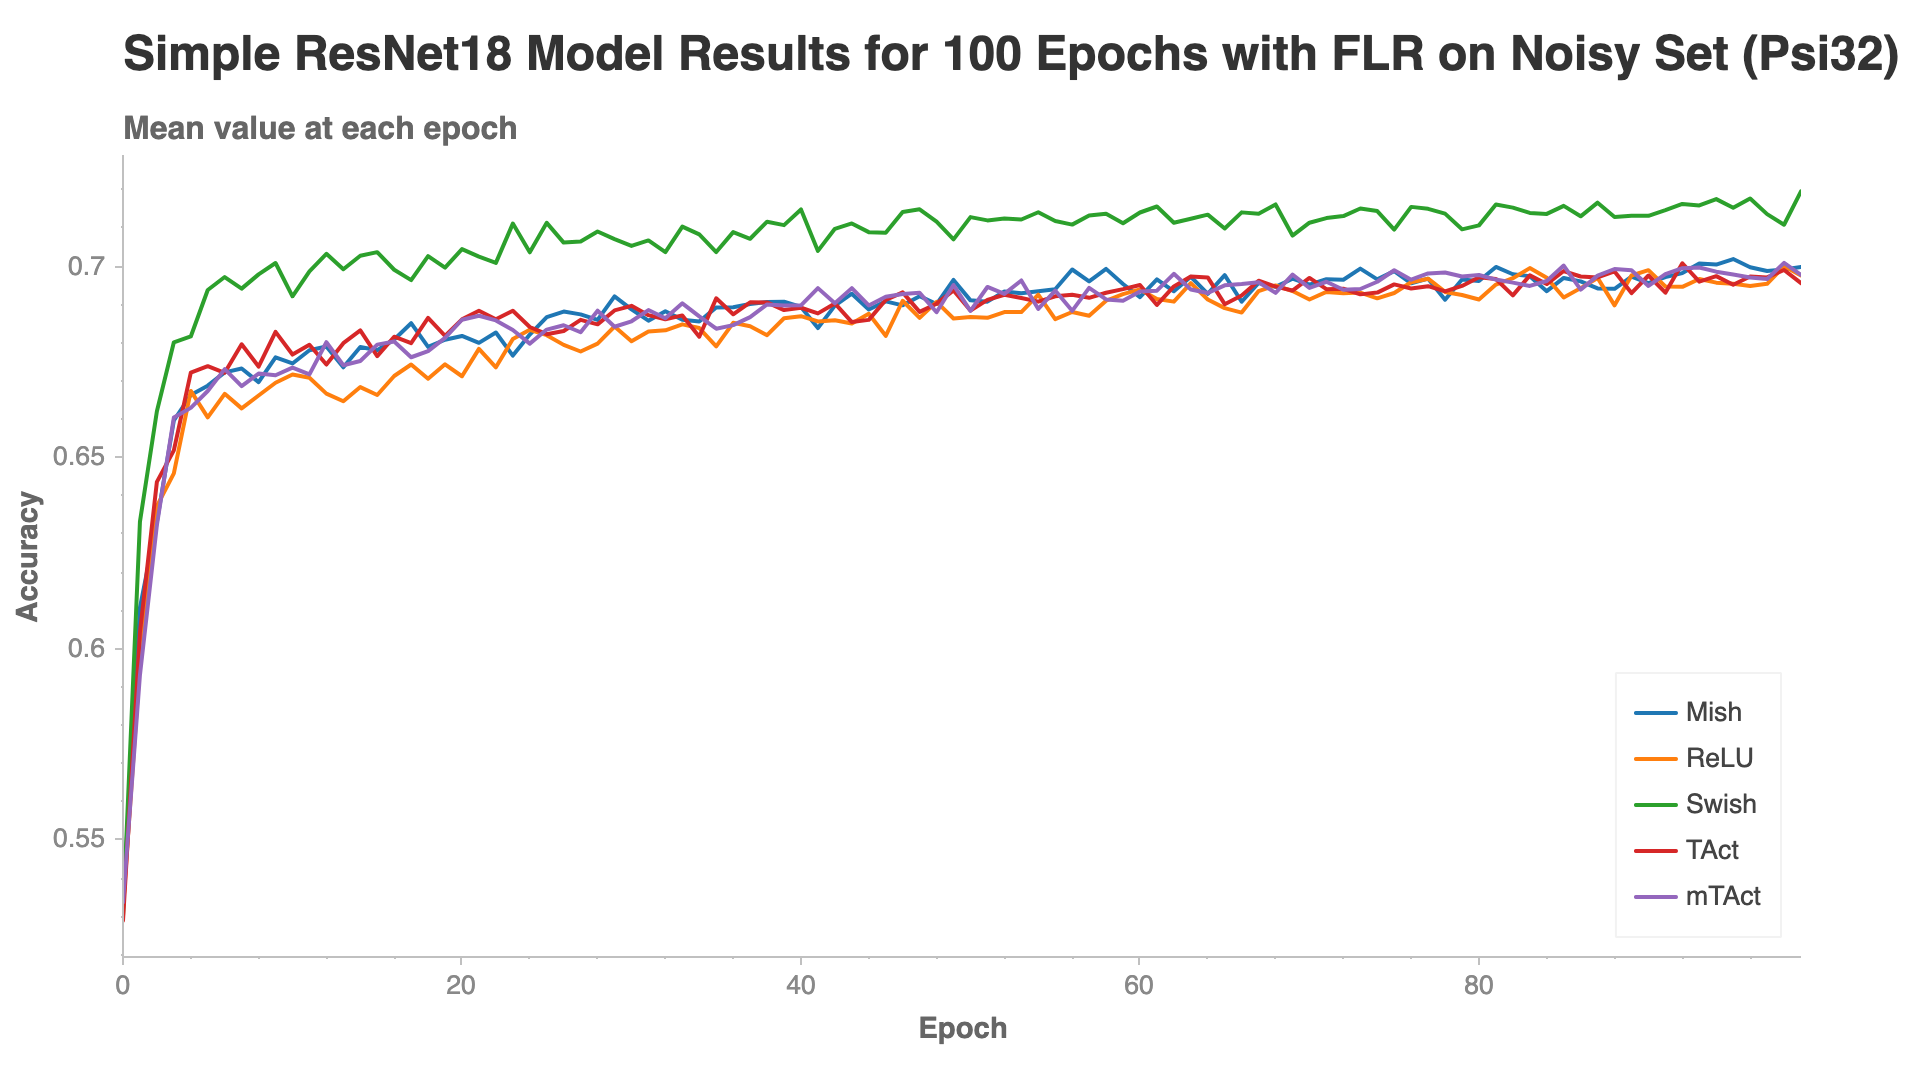 Simple ResNet18 Model Results for 100 Epochs with FLR on Noisy Set (Psi32)
Mean value at each epoch
Accuracy
0.7
0.65
0.6
0.55
0
20
40
60
80
Epoch
Mish
ReLU
Swish
TAct
mTAct